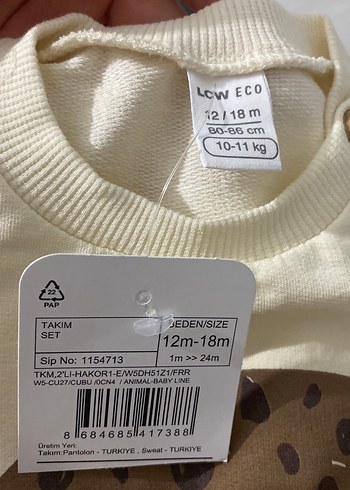 LCW ECO
12 / 18 m
80-86 cm
10-11 kg
22
PAP
TAKIM
SET
BEDEN/SIZE
12m-18m
Sip No: 1154713
1m >> 24m
TKM,2'LI-HAKOR1-E/W5DH51Z1/FRR
W5-CU27/CUBU /0CN4 / ANIMAL-BABY LINE
8 684685 417388
Üretim Yeri:
Takım:Pantolon - TURKIYE , Sweat - TURKIYE